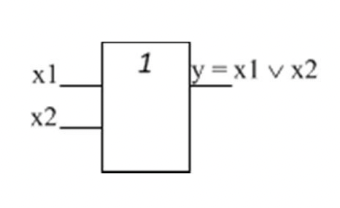 1
x1
y = x1 ∨ x2
x2